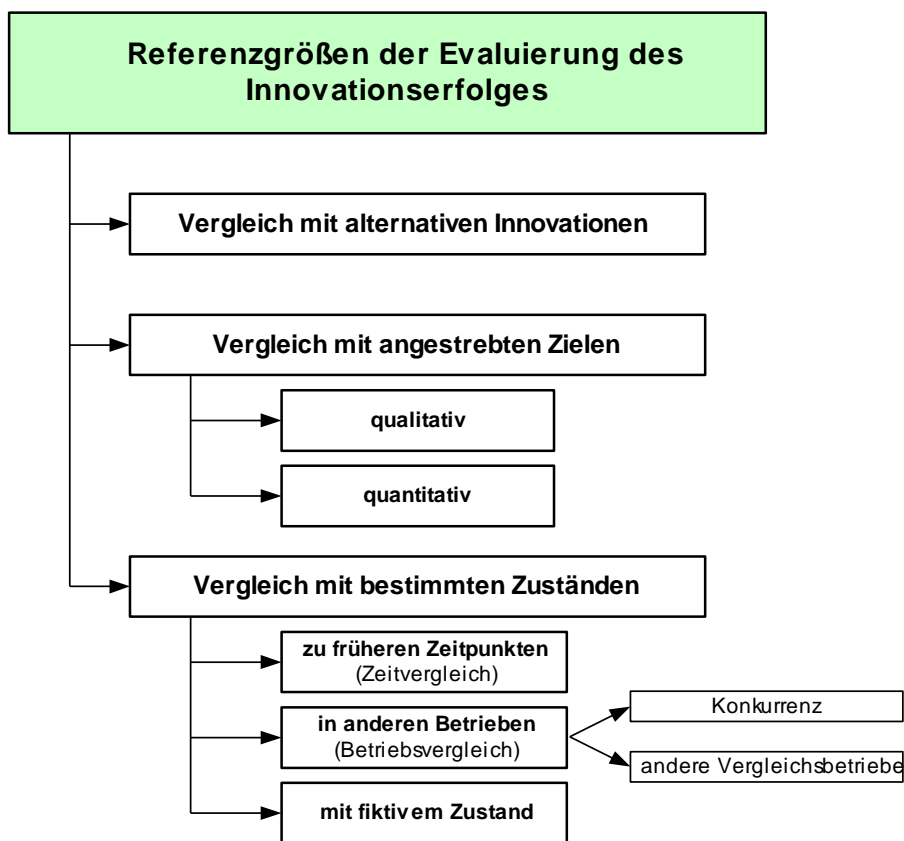 Referenzgrößen der Evaluierung des
Innovationserfolges
Vergleich mit alternativen Innovationen
Vergleich mit angestrebten Zielen
qualitativ
quantitativ
Vergleich mit bestimmten Zuständen
zu früheren Zeitpunkten
(Zeitvergleich)
in anderen Betrieben
(Betriebsvergleich)
Konkurrenz
andere Vergleichsbetriebe
mit fiktivem Zustand